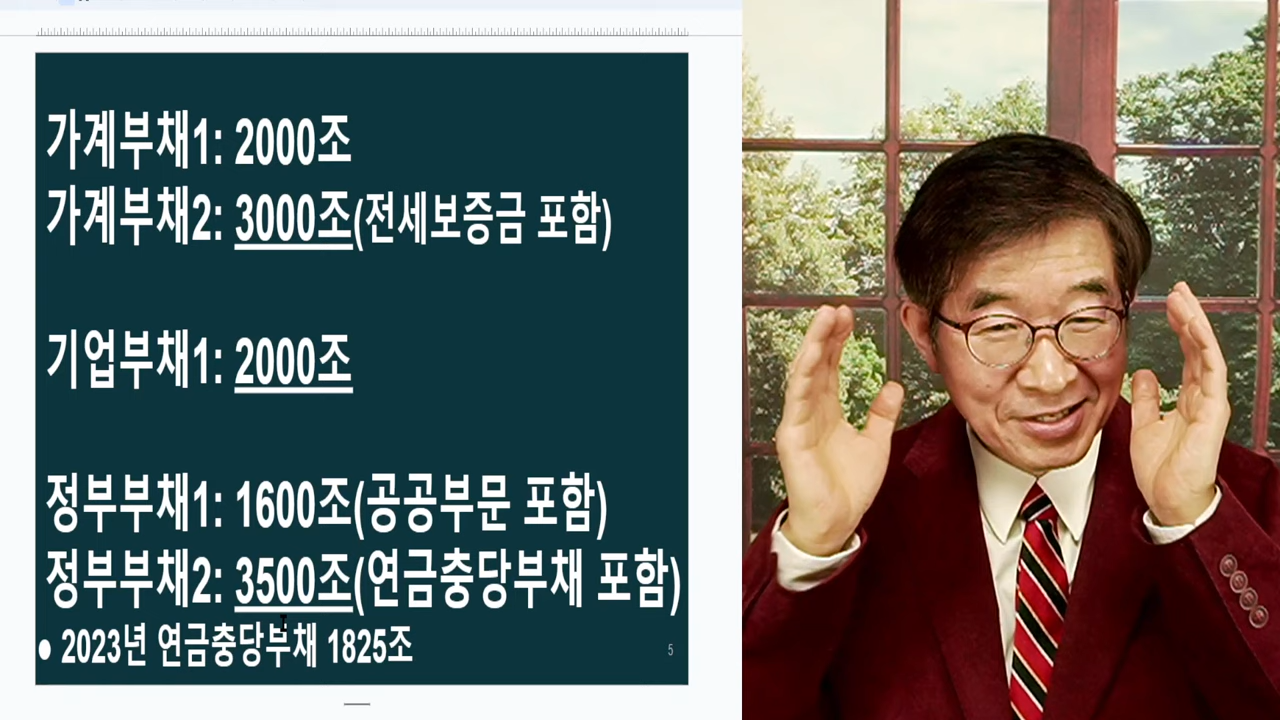 가계부채1: 2000조
가계부채2: 3000조(전세보증금 포함)
기업부채1: 2000조
정부부채1: 1600조(공공부문 포함)
정부부채2: 3500조(연금충당부채 포함)
● 2023년 연금충당부채 1825조
5